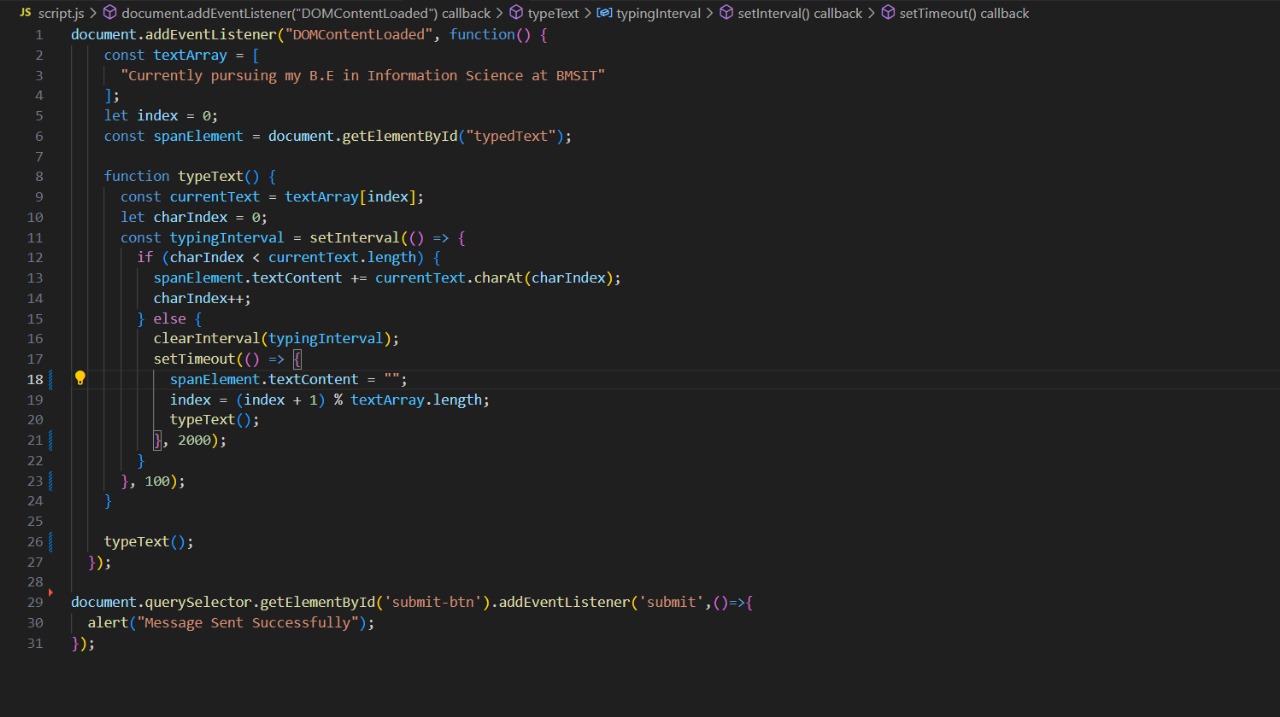 JS script.js > document.addEventListener("DOMContentLoaded") callback > typeText > typingInterval > setInterval() callback > setTimeout() callback
1 document.addEventListener("DOMContentLoaded", function() {
2     const textArray = [
3       "Currently pursuing my B.E in Information Science at BMSIT"
4     ];
5     let index = 0;
6     const spanElement = document.getElementById("typedText");
7
8     function typeText() {
9       const currentText = textArray[index];
10       let charIndex = 0;
11       const typingInterval = setInterval(() => {
12         if (charIndex < currentText.length) {
13           spanElement.textContent += currentText.charAt(charIndex);
14           charIndex++;
15         } else {
16           clearInterval(typingInterval);
17           setTimeout(() => {
18             spanElement.textContent = "";
19             index = (index + 1) % textArray.length;
20             typeText();
21           }, 2000);
22         }
23       }, 100);
24     }
25
26     typeText();
27   });
28
29 document.querySelector.getElementById('submit-btn').addEventListener('submit',()=>{
30   alert("Message Sent Successfully");
31 });